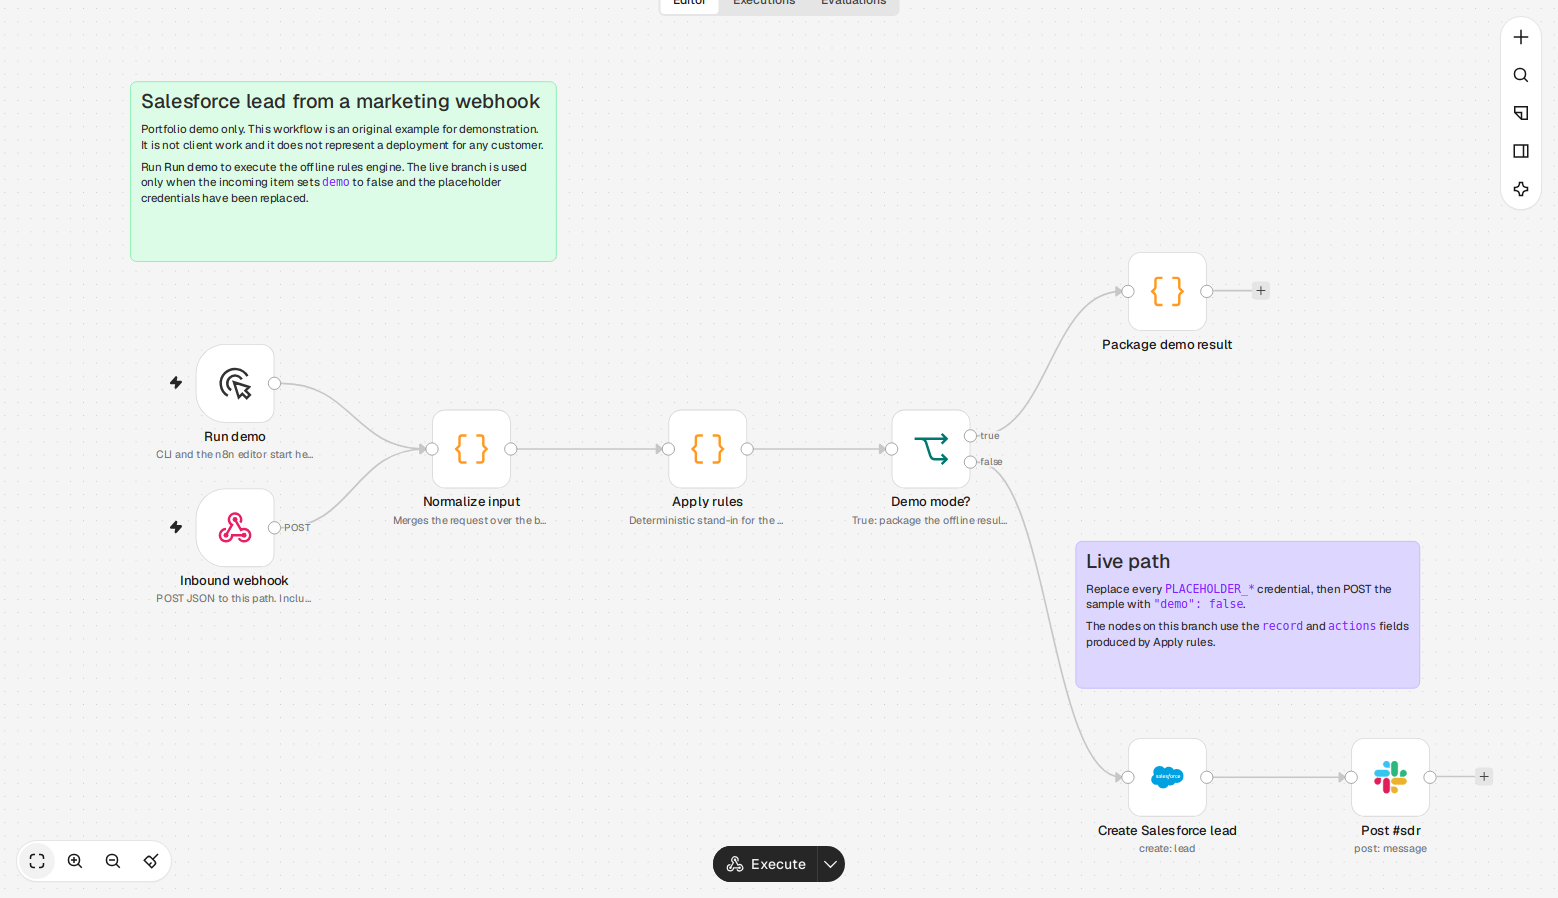 Editor
Executions
Evaluations
Salesforce lead from a marketing webhook
Portfolio demo only. This workflow is an original example for demonstration.
It is not client work and it does not represent a deployment for any customer.
Run Run demo to execute the offline rules engine. The live branch is used
only when the incoming item sets demo to false and the placeholder
credentials have been replaced.
Package demo result
Run demo
CLI and the n8n editor start he...
POST
Inbound webhook
POST JSON to this path. Inclu...
Normalize input
Merges the request over the b...
Apply rules
Deterministic stand-in for the ...
true
false
Demo mode?
True: package the offline resul...
Live path
Replace every PLACEHOLDER_* credential, then POST the
sample with "demo": false.
The nodes on this branch use the record and actions fields
produced by Apply rules.
salesforce
Create Salesforce lead
create: lead
Post #sdr
post: message
Execute